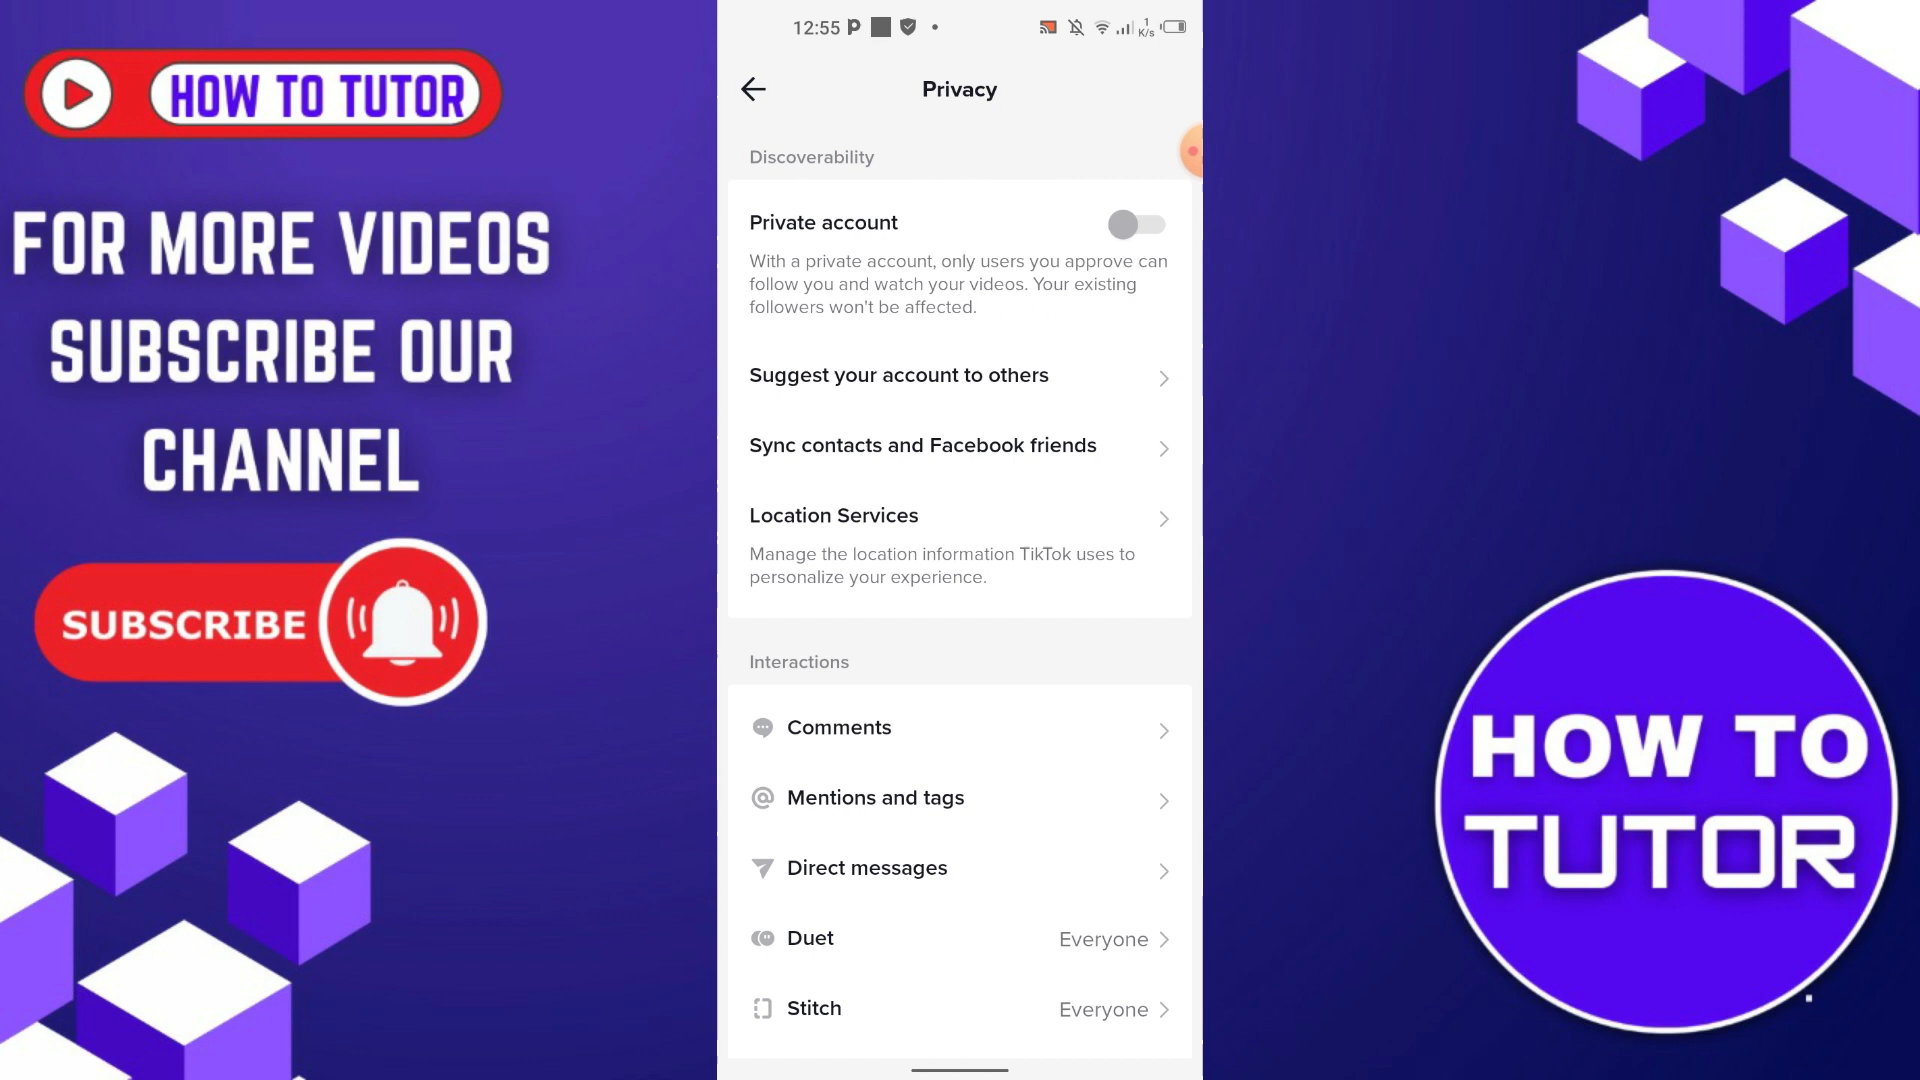 HOW TO TUTOR
FOR MORE VIDEOS
SUBSCRIBE OUR
CHANNEL
SUBSCRIBE
12:55
1
K/s
Privacy
Discoverability
Private account
With a private account, only users you approve can
follow you and watch your videos. Your existing
followers won't be affected.
Suggest your account to others
Sync contacts and Facebook friends
Location Services
Manage the location information TikTok uses to
personalize your experience.
Interactions
Comments
Mentions and tags
Direct messages
Duet Everyone
Stitch Everyone
HOW TO
TUTOR